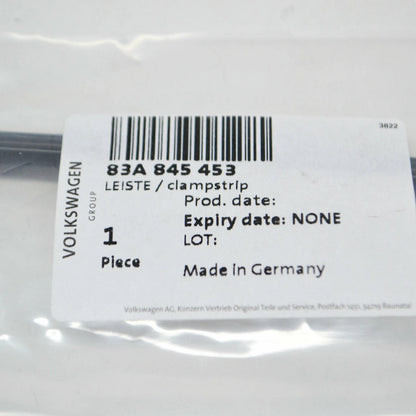 3822
83A 845 453
LEISTE / clampstrip
Prod. date:
Expiry date: NONE
LOT:
Made in Germany
1
Piece
VOLKSWAGEN
GROUP
Volkswagen AG, Konzern Vertrieb Original Teile und Service, Postfach 1451, 34219 Baunatal